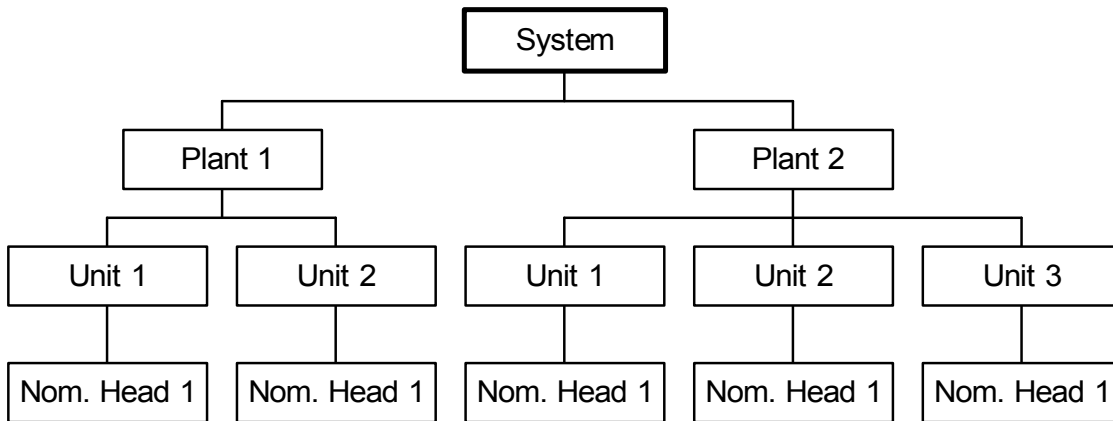 System
Plant 1
Plant 2
Unit 1
Unit 2
Unit 1
Unit 2
Unit 3
Nom. Head 1
Nom. Head 1
Nom. Head 1
Nom. Head 1
Nom. Head 1